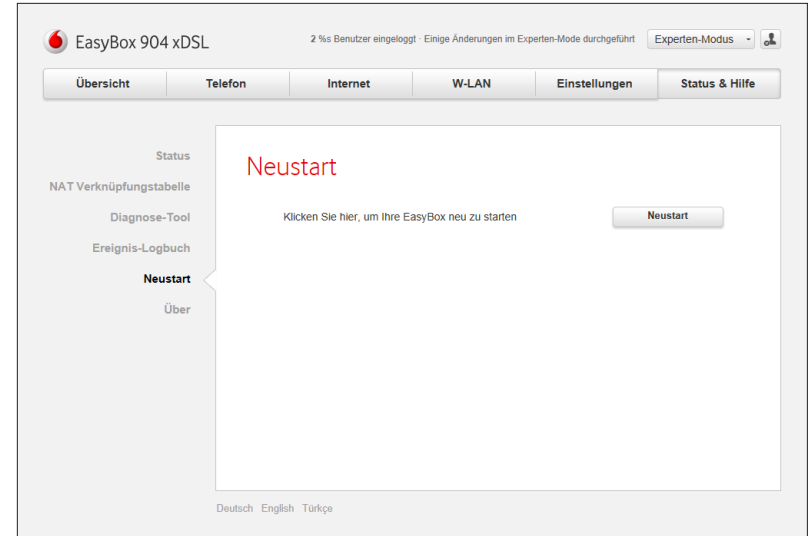 EasyBox 904 xDSL
2 %s Benutzer eingeloggt · Einige Änderungen im Experten-Mode durchgeführt
Experten-Modus
Übersicht
Telefon
Internet
W-LAN
Einstellungen
Status & Hilfe
Status
NAT Verknüpfungstabelle
Diagnose-Tool
Ereignis-Logbuch
Neustart
Über
Neustart
Klicken Sie hier, um Ihre EasyBox neu zu starten
Neustart
Deutsch English Türkçe